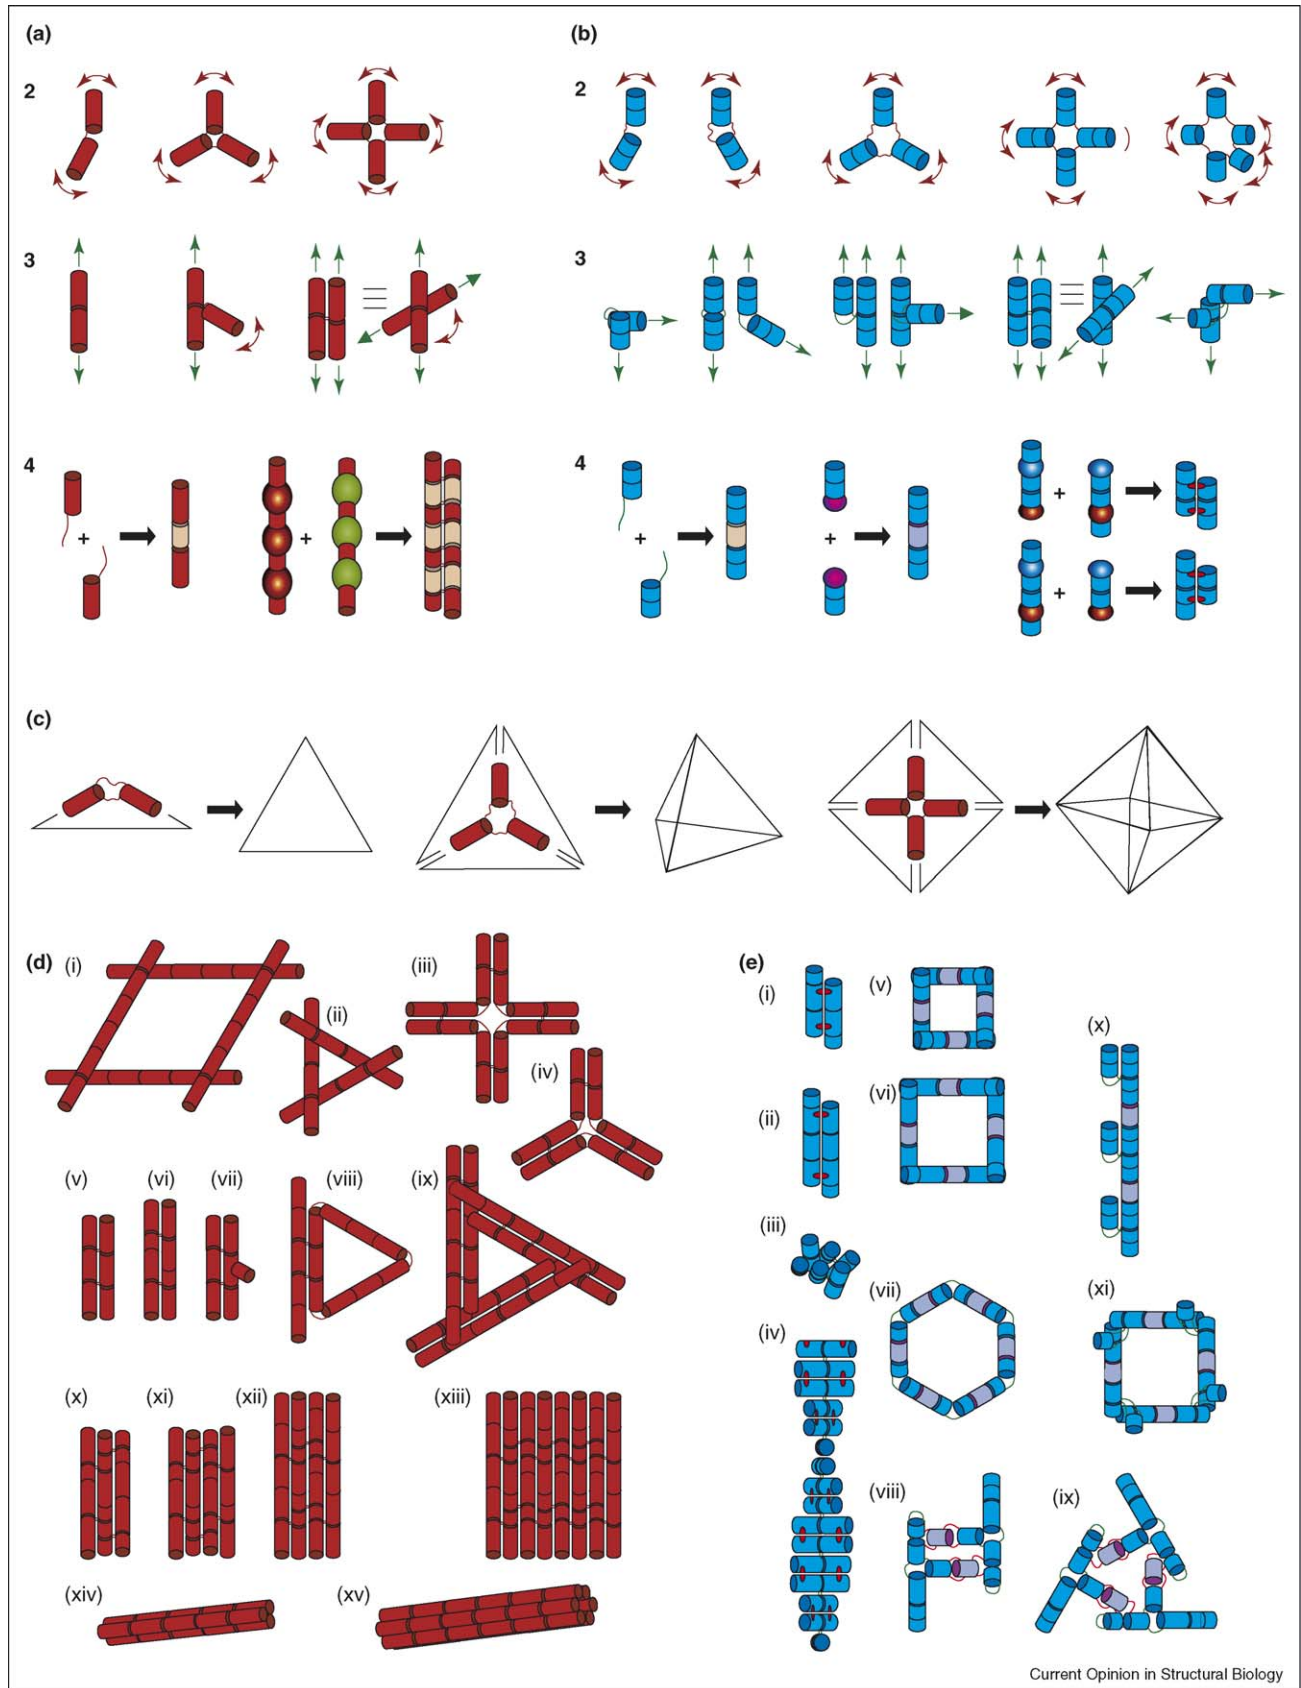 (a)
(b)
2
2
3
3
4
4
+
+
+
+
+
+
(c)
(d)
(i)
(ii)
(iii)
(iv)
(v)
(vi)
(vii)
(viii)
(ix)
(x)
(xi)
(xii)
(xiii)
(xiv)
(xv)
(e)
(i)
(ii)
(iii)
(iv)
(v)
(vi)
(vii)
(viii)
(ix)
(x)
(xi)
Current Opinion in Structural Biology